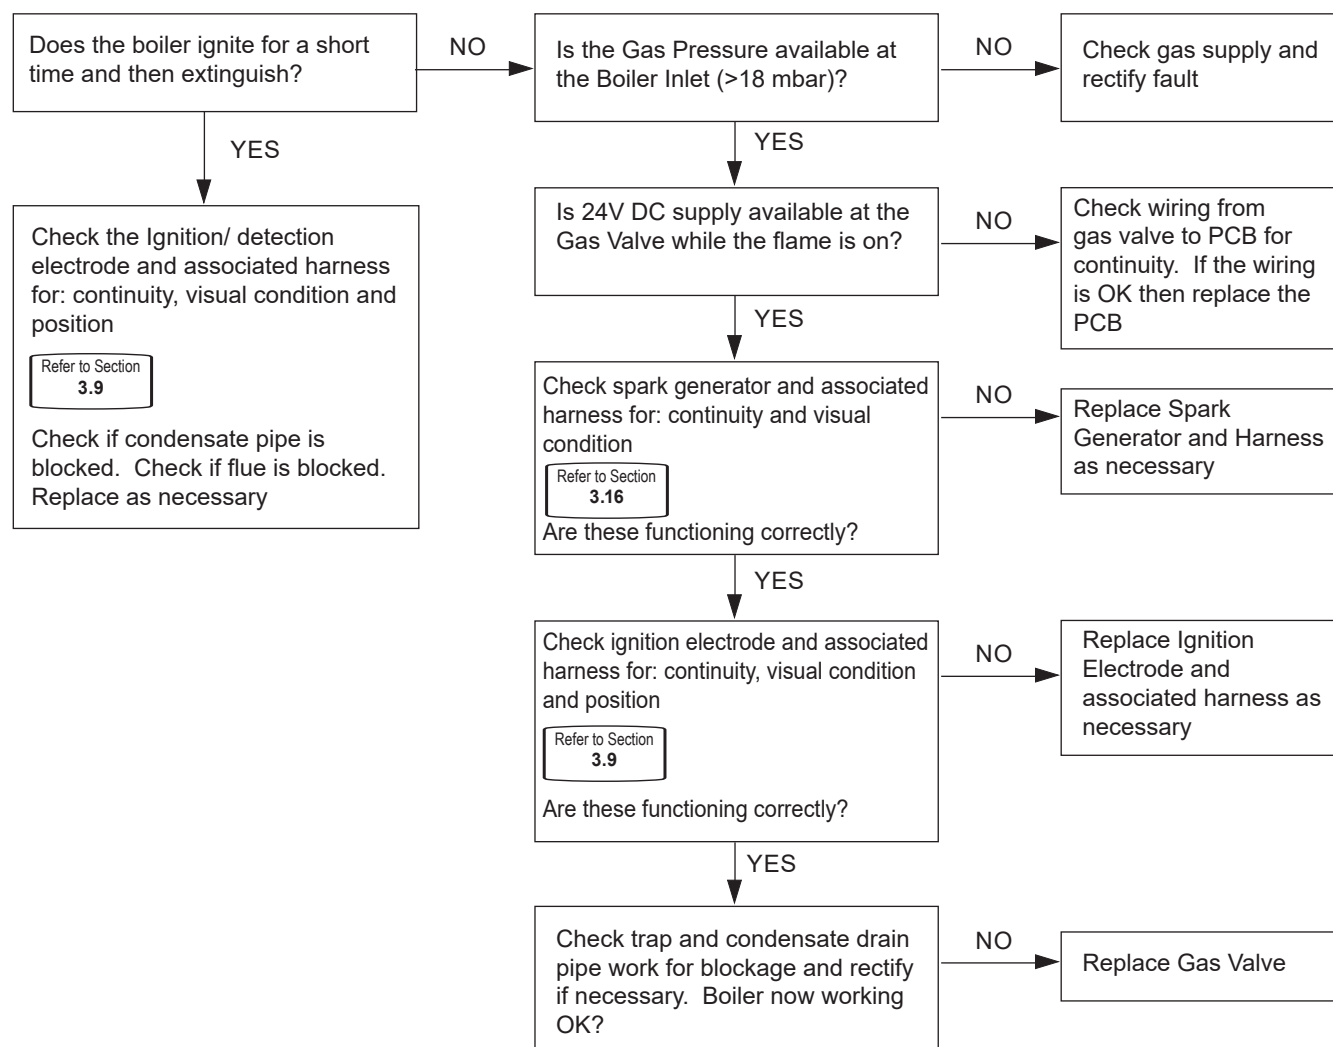 Does the boiler ignite for a short
time and then extinguish?
NO
Is the Gas Pressure available at
the Boiler Inlet (>18 mbar)?
NO
Check gas supply and
rectify fault
YES
YES
Check the Ignition/ detection
electrode and associated harness
for: continuity, visual condition and
position
Refer to Section
3.9
Check if condensate pipe is
blocked.  Check if flue is blocked.
Replace as necessary
Is 24V DC supply available at the
Gas Valve while the flame is on?
NO
Check wiring from
gas valve to PCB for
continuity.  If the wiring
is OK then replace the
PCB
YES
Check spark generator and associated
harness for: continuity and visual
condition
Refer to Section
3.16
Are these functioning correctly?
NO
Replace Spark
Generator and Harness
as necessary
YES
Check ignition electrode and associated
harness for: continuity, visual condition
and position
Refer to Section
3.9
Are these functioning correctly?
NO
Replace Ignition
Electrode and
associated harness as
necessary
YES
Check trap and condensate drain
pipe work for blockage and rectify
if necessary.  Boiler now working
OK?
NO
Replace Gas Valve